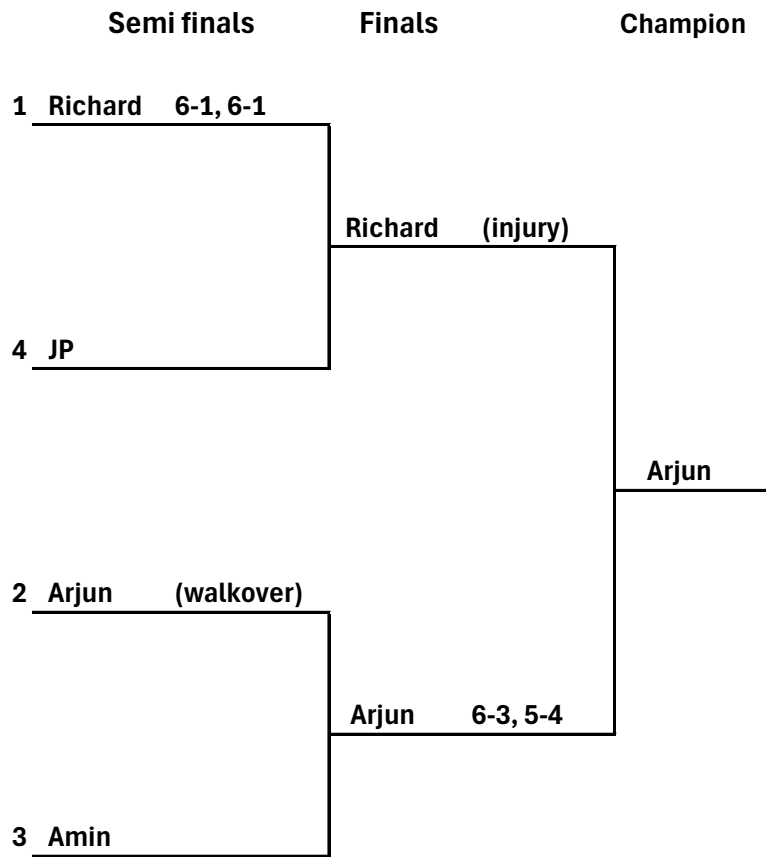 Semi finals Finals Champion
1 Richard 6-1, 6-1
Richard (injury)
4 JP
Arjun
2 Arjun (walkover)
Arjun 6-3, 5-4
3 Amin